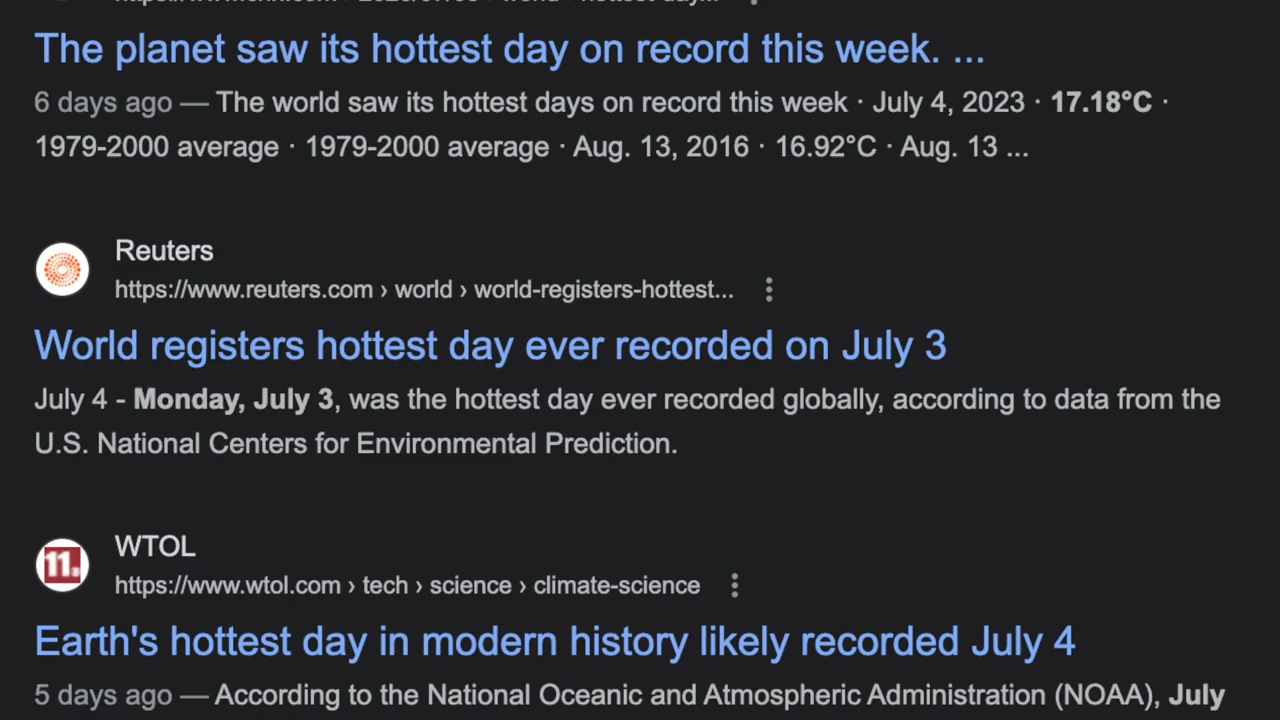 The planet saw its hottest day on record this week. ...
6 days ago — The world saw its hottest days on record this week · July 4, 2023 · 17.18°C ·
1979-2000 average · 1979-2000 average · Aug. 13, 2016 · 16.92°C · Aug. 13 ...
Reuters
https://www.reuters.com › world › world-registers-hottest...
World registers hottest day ever recorded on July 3
July 4 - Monday, July 3, was the hottest day ever recorded globally, according to data from the
U.S. National Centers for Environmental Prediction.
11.
WTOL
https://www.wtol.com › tech › science › climate-science
Earth's hottest day in modern history likely recorded July 4
5 days ago — According to the National Oceanic and Atmospheric Administration (NOAA), July